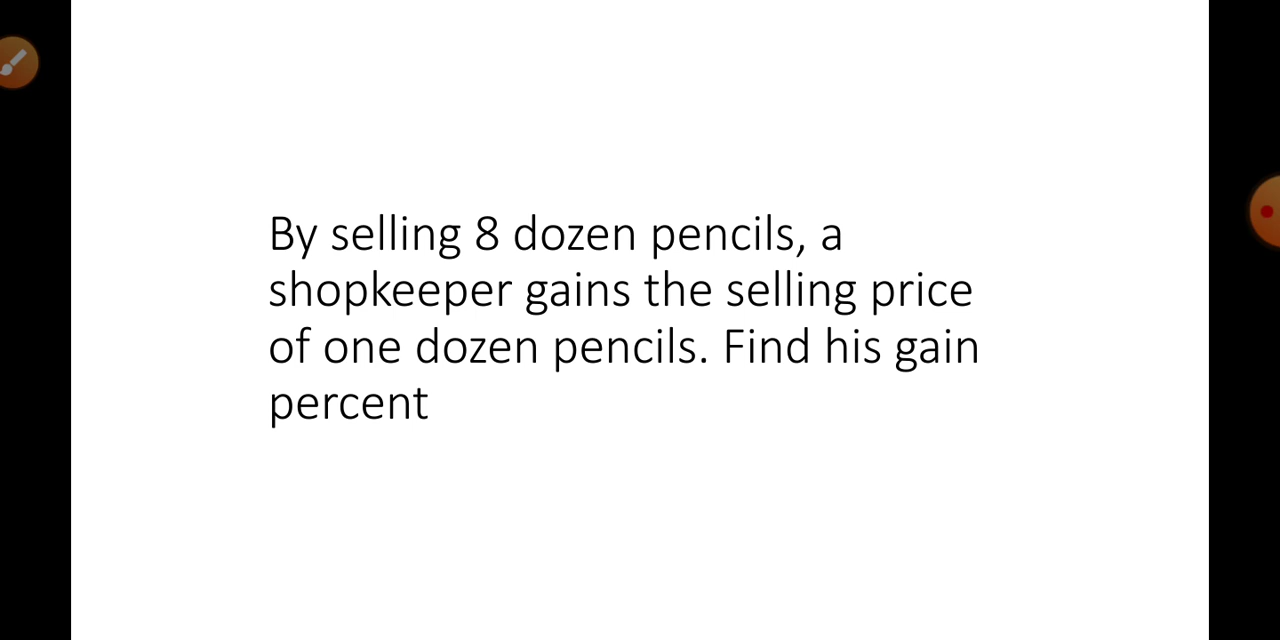 By selling 8 dozen pencils, a
shopkeeper gains the selling price
of one dozen pencils. Find his gain
percent